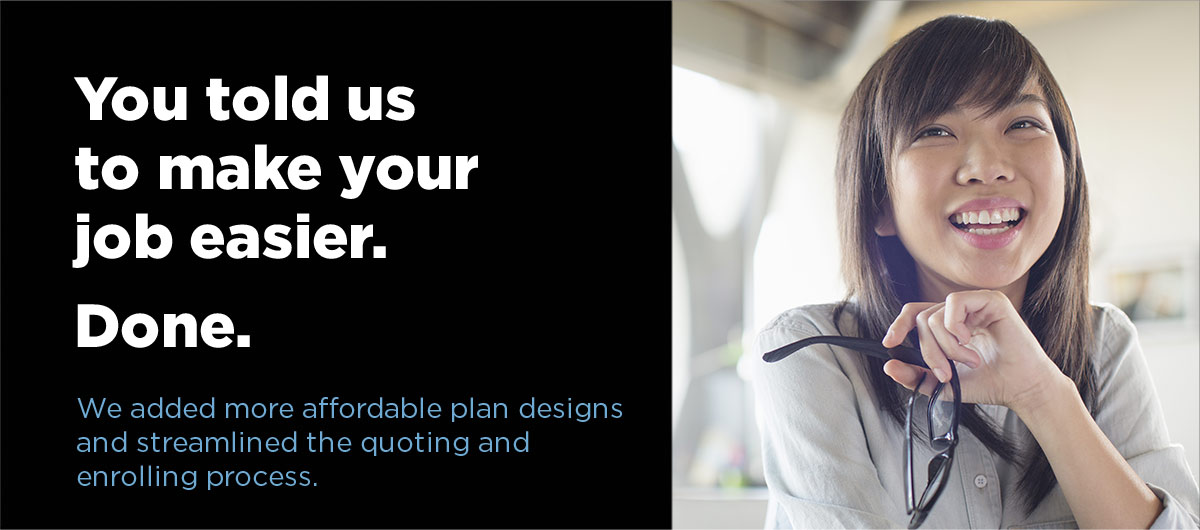 You told us
to make your
job easier.
Done.
We added more affordable plan designs
and streamlined the quoting and
enrolling process.